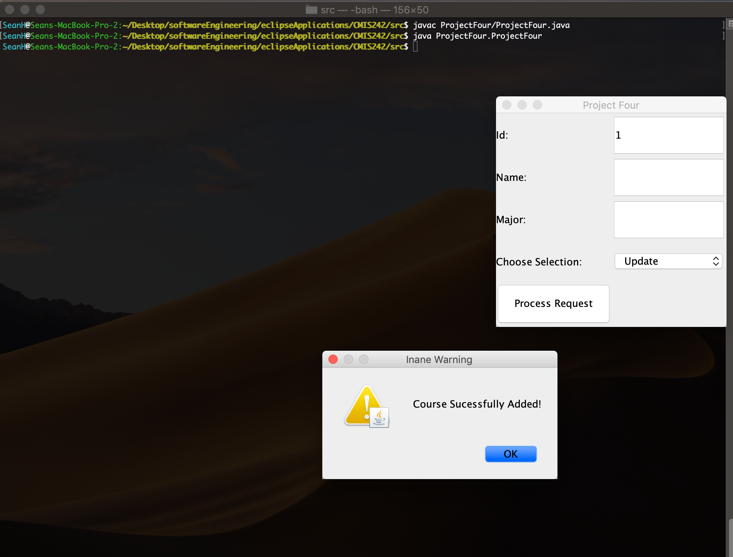 src — -bash — 156×50
[SeanH@Seans-MacBook-Pro-2:~/Desktop/softwareEngineering/eclipseApplications/CMIS242/src$ javac ProjectFour/ProjectFour.java ]
[SeanH@Seans-MacBook-Pro-2:~/Desktop/softwareEngineering/eclipseApplications/CMIS242/src$ java ProjectFour.ProjectFour ]
SeanH@Seans-MacBook-Pro-2:~/Desktop/softwareEngineering/eclipseApplications/CMIS242/src$
Project Four
Id: 1
Name:
Major:
Choose Selection: Update
Process Request
Inane Warning
Course Sucessfully Added!
OK